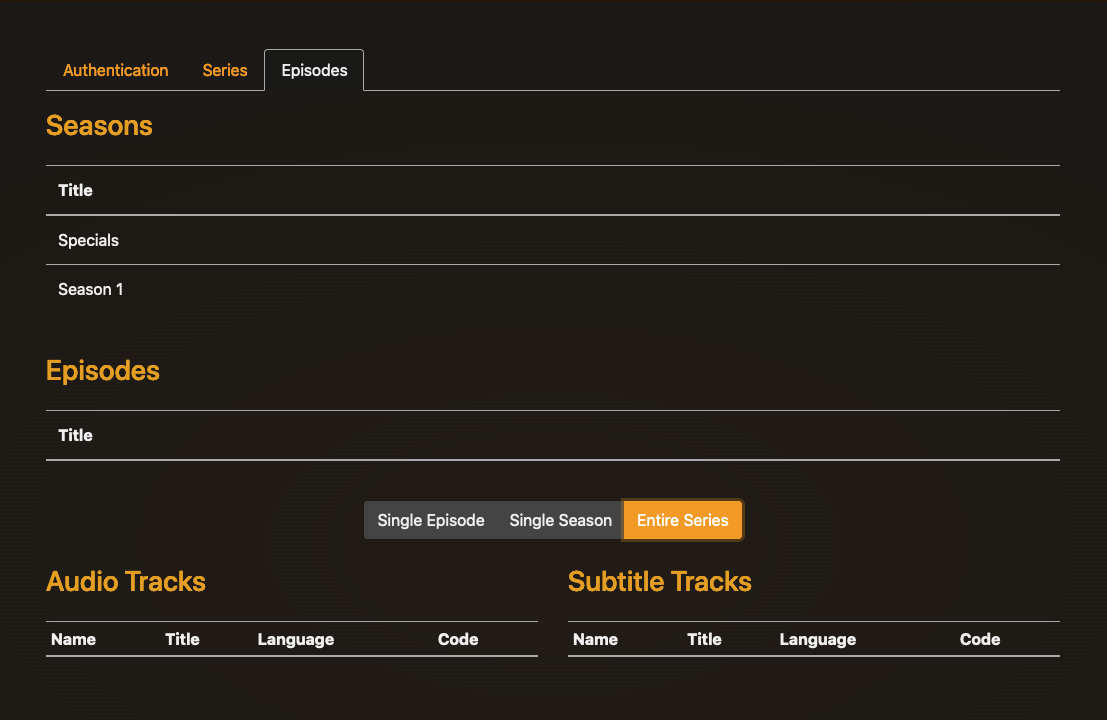 Authentication Series Episodes
Seasons
Title
Specials
Season 1
Episodes
Title
Single Episode Single Season Entire Series
Audio Tracks Subtitle Tracks
Name Title Language Code Name Title Language Code